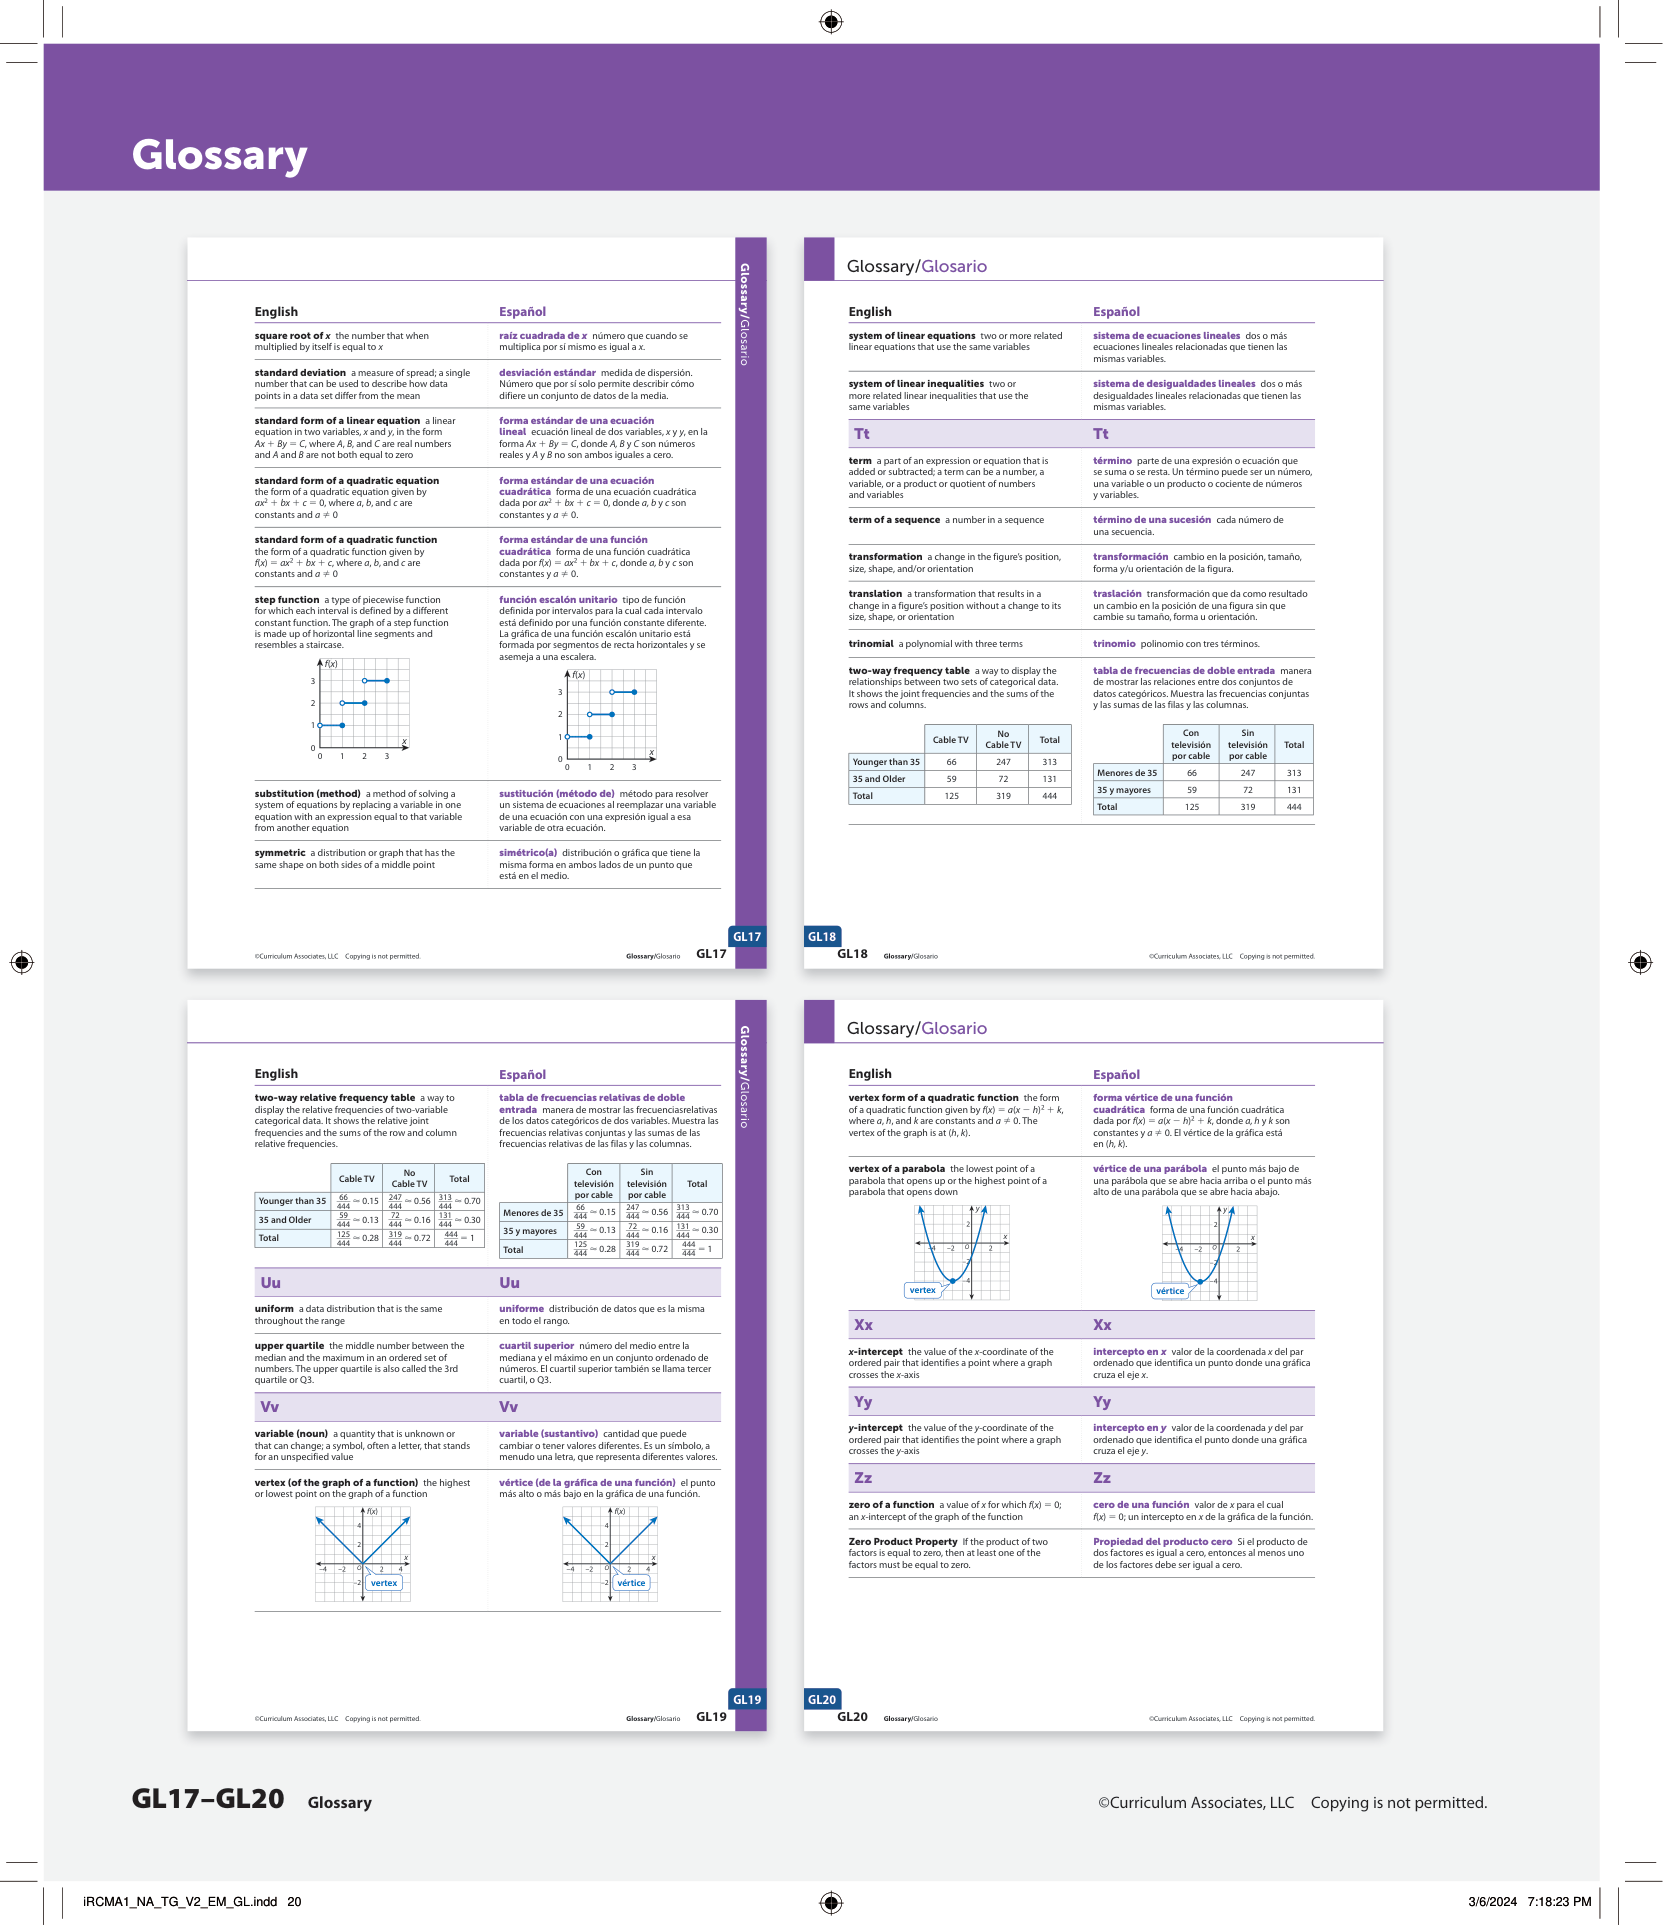 Glossary
Glossary/Glosario
English
Español
square root of x the number that when
multiplied by itself is equal to x
raíz cuadrada de x número que cuando se
multiplica por sí mismo es igual a x.
standard deviation a measure of spread; a single
number that can be used to describe how data
points in a data set differ from the mean
desviación estándar medida de dispersión.
Número que por sí solo permite describir cómo
difiere un conjunto de datos de la media.
standard form of a linear equation a linear
equation in two variables, x and y, in the form
Ax + By = C, where A, B, and C are real numbers
and A and B are not both equal to zero
forma estándar de una ecuación
lineal ecuación lineal de dos variables, x y y, en la
forma Ax + By = C, donde A, B y C son números
reales y A y B no son ambos iguales a cero.
standard form of a quadratic equation
the form of a quadratic equation given by
ax² + bx + c = 0, where a, b, and c are
constants and a ≠ 0
forma estándar de una ecuación
cuadrática forma de una ecuación cuadrática
dada por ax² + bx + c = 0, donde a, b y c son
constantes y a ≠ 0.
standard form of a quadratic function
the form of a quadratic function given by
f(x) = ax² + bx + c, where a, b, and c are
constants and a ≠ 0
forma estándar de una función
cuadrática forma de una función cuadrática
dada por f(x) = ax² + bx + c, donde a, b y c son
constantes y a ≠ 0.
step function a type of piecewise function
for which each interval is defined by a different
constant function. The graph of a step function
is made up of horizontal line segments and
resembles a staircase.
f(x)
3
2
1
0
x
0 1 2 3
función escalón unitario tipo de función
definida por intervalos para la cual cada intervalo
está definido por una función constante diferente.
La gráfica de una función escalón unitario está
formada por segmentos de recta horizontales y se
asemeja a una escalera.
f(x)
3
2
1
0
x
0 1 2 3
substitution (method) a method of solving a
system of equations by replacing a variable in one
equation with an expression equal to that variable
from another equation
sustitución (método de) método para resolver
un sistema de ecuaciones al reemplazar una variable
de una ecuación con una expresión igual a esa
variable de otra ecuación.
symmetric a distribution or graph that has the
same shape on both sides of a middle point
simétrico(a) distribución o gráfica que tiene la
misma forma en ambos lados de un punto que
está en el medio.
GL17
©Curriculum Associates, LLC Copying is not permitted.
Glossary/Glosario GL17
Glossary/Glosario
English
Español
system of linear equations two or more related
linear equations that use the same variables
sistema de ecuaciones lineales dos o más
ecuaciones lineales relacionadas que tienen las
mismas variables.
system of linear inequalities two or
more related linear inequalities that use the
same variables
sistema de desigualdades lineales dos o más
desigualdades lineales relacionadas que tienen las
mismas variables.
Tt
Tt
term a part of an expression or equation that is
added or subtracted; a term can be a number, a
variable, or a product or quotient of numbers
and variables
término parte de una expresión o ecuación que
se suma o se resta. Un término puede ser un número,
una variable o un producto o cociente de números
y variables.
term of a sequence a number in a sequence
término de una sucesión cada número de
una secuencia.
transformation a change in the figure's position,
size, shape, and/or orientation
transformación cambio en la posición, tamaño,
forma y/u orientación de la figura.
translation a transformation that results in a
change in a figure's position without a change to its
size, shape, or orientation
traslación transformación que da como resultado
un cambio en la posición de una figura sin que
cambie su tamaño, forma u orientación.
trinomial a polynomial with three terms
trinomio polinomio con tres términos.
two-way frequency table a way to display the
relationships between two sets of categorical data.
It shows the joint frequencies and the sums of the
rows and columns.
tabla de frecuencias de doble entrada manera
de mostrar las relaciones entre dos conjuntos de
datos categóricos. Muestra las frecuencias conjuntas
y las sumas de las filas y las columnas.
Cable TV
No
Cable TV
Total
Younger than 35 66 247 313
35 and Older 59 72 131
Total 125 319 444
Con
televisión
por cable
Sin
televisión
por cable
Total
Menores de 35 66 247 313
35 y mayores 59 72 131
Total 125 319 444
GL18
GL18 Glossary/Glosario
©Curriculum Associates, LLC Copying is not permitted.
Glossary/Glosario
English
Español
two-way relative frequency table a way to
display the relative frequencies of two-variable
categorical data. It shows the relative joint
frequencies and the sums of the row and column
relative frequencies.
tabla de frecuencias relativas de doble
entrada manera de mostrar las frecuenciasrelativas
de los datos categóricos de dos variables. Muestra las
frecuencias relativas conjuntas y las sumas de las
frecuencias relativas de las filas y las columnas.
Cable TV
No
Cable TV
Total
Younger than 35 66/444 ≈ 0.15 247/444 ≈ 0.56 313/444 ≈ 0.70
35 and Older 59/444 ≈ 0.13 72/444 ≈ 0.16 131/444 ≈ 0.30
Total 125/444 ≈ 0.28 319/444 ≈ 0.72 444/444 = 1
Con
televisión
por cable
Sin
televisión
por cable
Total
Menores de 35 66/444 ≈ 0.15 247/444 ≈ 0.56 313/444 ≈ 0.70
35 y mayores 59/444 ≈ 0.13 72/444 ≈ 0.16 131/444 ≈ 0.30
Total 125/444 ≈ 0.28 319/444 ≈ 0.72 444/444 = 1
Uu
Uu
uniform a data distribution that is the same
throughout the range
uniforme distribución de datos que es la misma
en todo el rango.
upper quartile the middle number between the
median and the maximum in an ordered set of
numbers. The upper quartile is also called the 3rd
quartile or Q3.
cuartil superior número del medio entre la
mediana y el máximo en un conjunto ordenado de
números. El cuartil superior también se llama tercer
cuartil, o Q3.
Vv
Vv
variable (noun) a quantity that is unknown or
that can change; a symbol, often a letter, that stands
for an unspecified value
variable (sustantivo) cantidad que puede
cambiar o tener valores diferentes. Es un símbolo, a
menudo una letra, que representa diferentes valores.
vertex (of the graph of a function) the highest
or lowest point on the graph of a function
vértice (de la gráfica de una función) el punto
más alto o más bajo en la gráfica de una función.
f(x)
4
2
x
−4 −2 O 2 4
−2
vertex
f(x)
4
2
x
−4 −2 O 2 4
−2
vértice
GL19
©Curriculum Associates, LLC Copying is not permitted.
Glossary/Glosario GL19
Glossary/Glosario
English
Español
vertex form of a quadratic function the form
of a quadratic function given by f(x) = a(x − h)² + k,
where a, h, and k are constants and a ≠ 0. The
vertex of the graph is at (h, k).
forma vértice de una función
cuadrática forma de una función cuadrática
dada por f(x) = a(x − h)² + k, donde a, h y k son
constantes y a ≠ 0. El vértice de la gráfica está
en (h, k).
vertex of a parabola the lowest point of a
parabola that opens up or the highest point of a
parabola that opens down
vértice de una parábola el punto más bajo de
una parábola que se abre hacia arriba o el punto más
alto de una parábola que se abre hacia abajo.
y
2
x
−4 −2 O 2
−2
−4
vertex
y
2
x
−4 −2 O 2
−2
−4
vértice
Xx
Xx
x-intercept the value of the x-coordinate of the
ordered pair that identifies a point where a graph
crosses the x-axis
intercepto en x valor de la coordenada x del par
ordenado que identifica un punto donde una gráfica
cruza el eje x.
Yy
Yy
y-intercept the value of the y-coordinate of the
ordered pair that identifies the point where a graph
crosses the y-axis
intercepto en y valor de la coordenada y del par
ordenado que identifica el punto donde una gráfica
cruza el eje y.
Zz
Zz
zero of a function a value of x for which f(x) = 0;
an x-intercept of the graph of the function
cero de una función valor de x para el cual
f(x) = 0; un intercepto en x de la gráfica de la función.
Zero Product Property If the product of two
factors is equal to zero, then at least one of the
factors must be equal to zero.
Propiedad del producto cero Si el producto de
dos factores es igual a cero, entonces al menos uno
de los factores debe ser igual a cero.
GL20
GL20 Glossary/Glosario
©Curriculum Associates, LLC Copying is not permitted.
GL17–GL20 Glossary
©Curriculum Associates, LLC Copying is not permitted.
iRCMA1_NA_TG_V2_EM_GL.indd 20
3/6/2024 7:18:23 PM